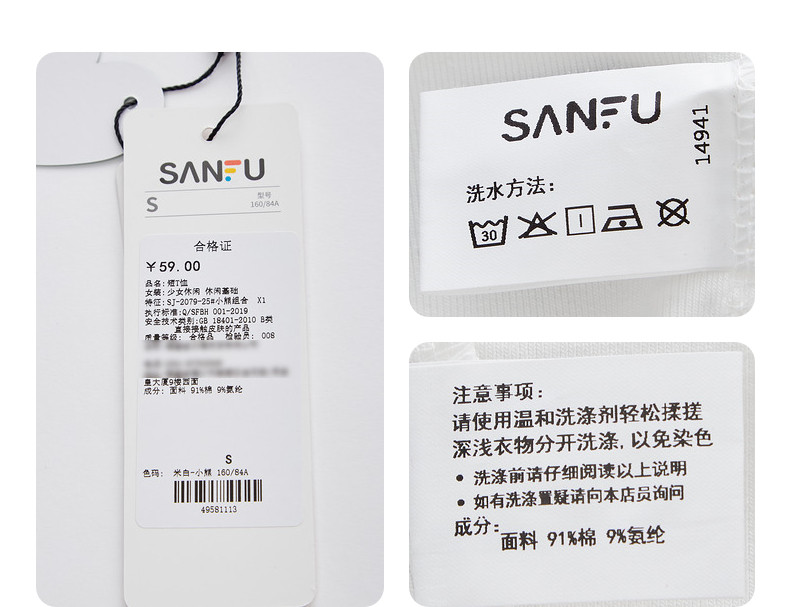 SANFU
S
型号
160/84A
合格证
￥59.00
品名:短T恤
女装:少女休闲 休闲基础
特征:SJ-2079-25#小熊组合 X1
执行标准:Q/SFBH 001-2019
安全技术类别:GB 18401-2010 B类
直接接触皮肤的产品
质量等级: 合格品 检验员: 008
皇大厦9楼西面
成分: 面料 91%棉 9%氨纶
S
色码: 米白-小熊 160/84A
49581113
SANFU
14941
洗水方法:
30
注意事项:
请使用温和洗涤剂轻松揉搓
深浅衣物分开洗涤,以免染色
• 洗涤前请仔细阅读以上说明
• 如有洗涤置疑请向本店员询问
成分:
面料 91%棉 9%氨纶